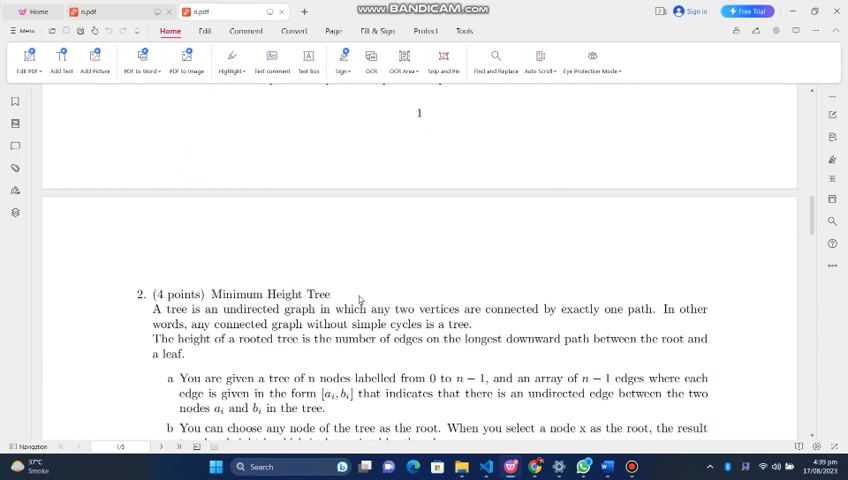 www.BANDICAM.com
Home
n.pdf
n.pdf
Sign in
Free Trial
Menu
Home
Edit
Comment
Convert
Page
Fill & Sign
Protect
Tools
Edit PDF
Add Text
Add Picture
PDF to Word
PDF to Image
Highlight
Text comment
Text Box
Sign
OCR
OCR Area
Snip and Pin
Find and Replace
Auto Scroll
Eye Protection Mode
1
2. (4 points) Minimum Height Tree
A tree is an undirected graph in which any two vertices are connected by exactly one path. In other
words, any connected graph without simple cycles is a tree.
The height of a rooted tree is the number of edges on the longest downward path between the root and
a leaf.
a You are given a tree of n nodes labelled from 0 to n − 1, and an array of n − 1 edges where each
edge is given in the form [ai, bi] that indicates that there is an undirected edge between the two
nodes ai and bi in the tree.
b You can choose any node of the tree as the root. When you select a node x as the root, the result
Navigation
1/5
37°C
Smoke
Search
4:39 pm
17/08/2023